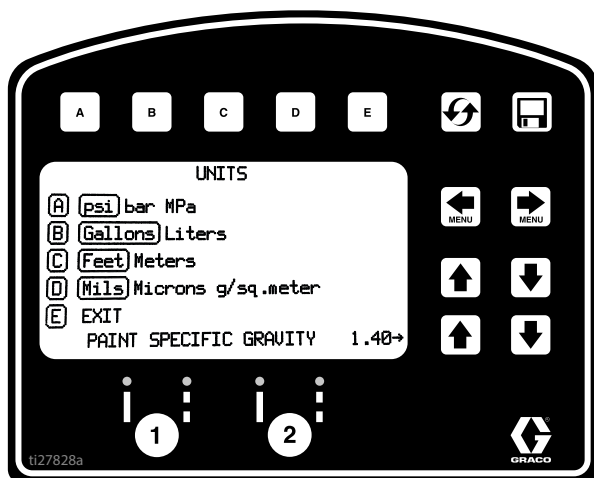 A B C D E
UNITS
A psi bar MPa
B Gallons Liters
C Feet Meters
D Mils Microns g/sq.meter
E EXIT
PAINT SPECIFIC GRAVITY 1.40→
MENU MENU
1 2
ti27828a
G
GRACO